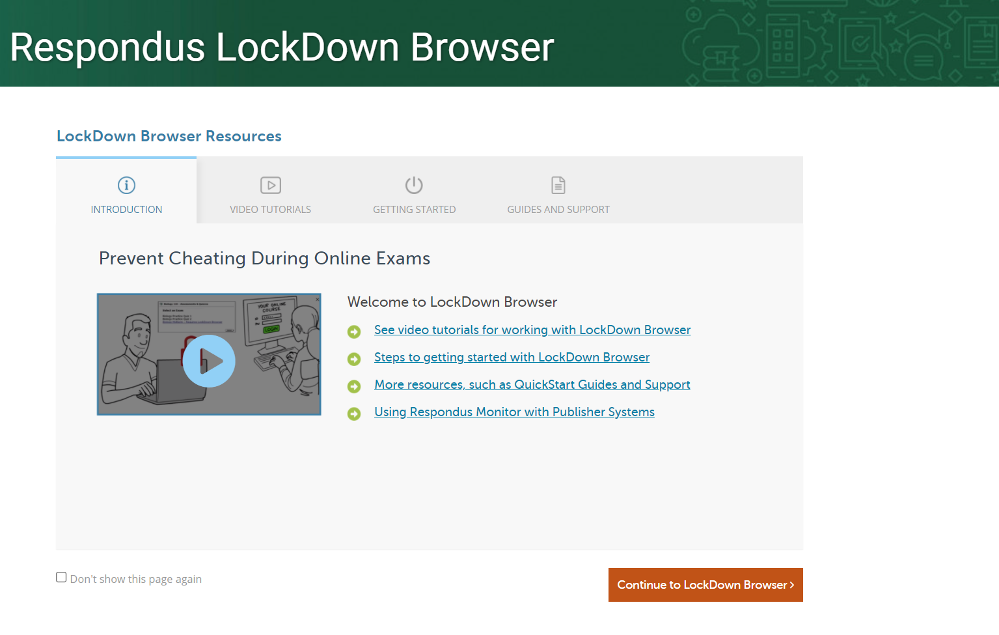 Respondus LockDown Browser
LockDown Browser Resources
INTRODUCTION
VIDEO TUTORIALS
GETTING STARTED
GUIDES AND SUPPORT
Prevent Cheating During Online Exams
YOUR ONLINE
COURSE
LOGIN
Welcome to LockDown Browser
See video tutorials for working with LockDown Browser
Steps to getting started with LockDown Browser
More resources, such as QuickStart Guides and Support
Using Respondus Monitor with Publisher Systems
Don't show this page again
Continue to LockDown Browser